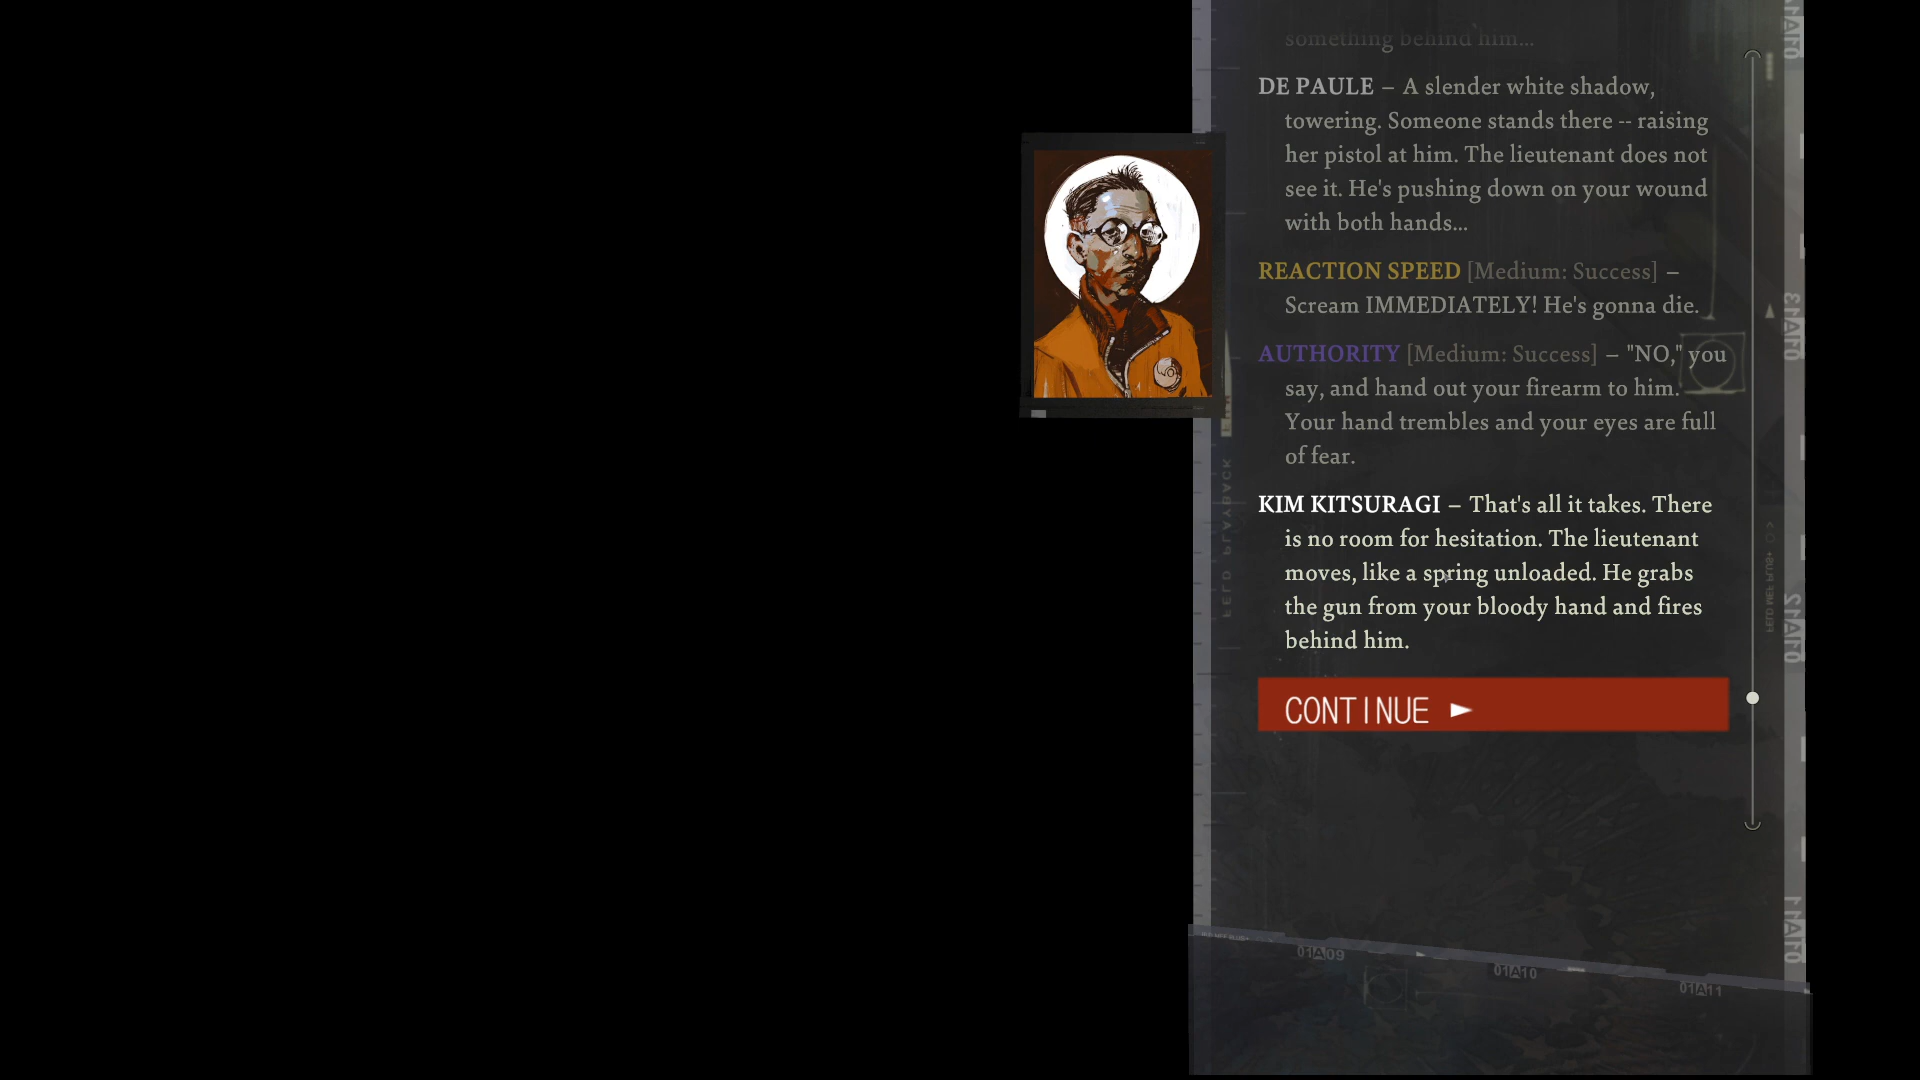 something behind him...
DE PAULE – A slender white shadow,
towering. Someone stands there -- raising
her pistol at him. The lieutenant does not
see it. He's pushing down on your wound
with both hands...
REACTION SPEED [Medium: Success] –
Scream IMMEDIATELY! He's gonna die.
AUTHORITY [Medium: Success] – "NO," you
say, and hand out your firearm to him.
Your hand trembles and your eyes are full
of fear.
KIM KITSURAGI – That's all it takes. There
is no room for hesitation. The lieutenant
moves, like a spring unloaded. He grabs
the gun from your bloody hand and fires
behind him.
CONTINUE ►
FELD PLAYBACK
01A09
01A10
01A11